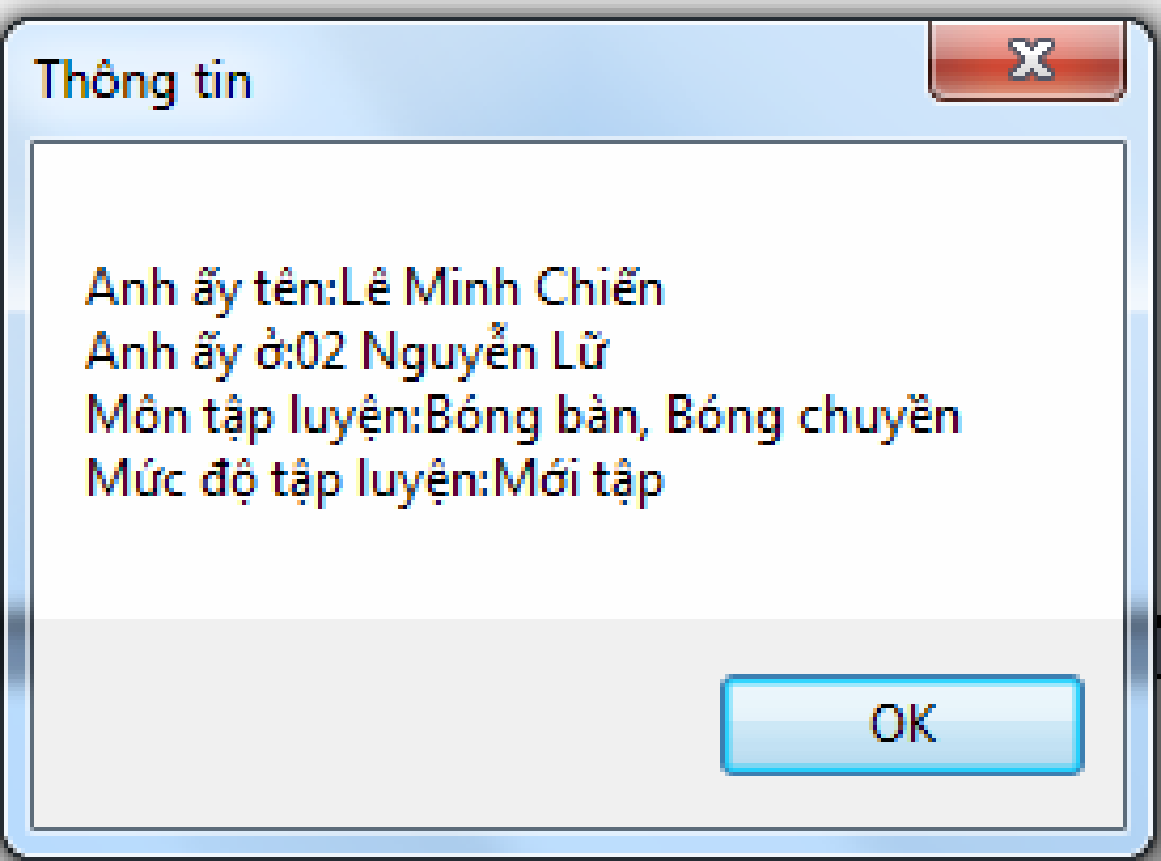 Thông tin
Anh ấy tên:Lê Minh Chiến
Anh ấy ở:02 Nguyễn Lữ
Môn tập luyện:Bóng bàn, Bóng chuyền
Mức độ tập luyện:Mới tập
OK